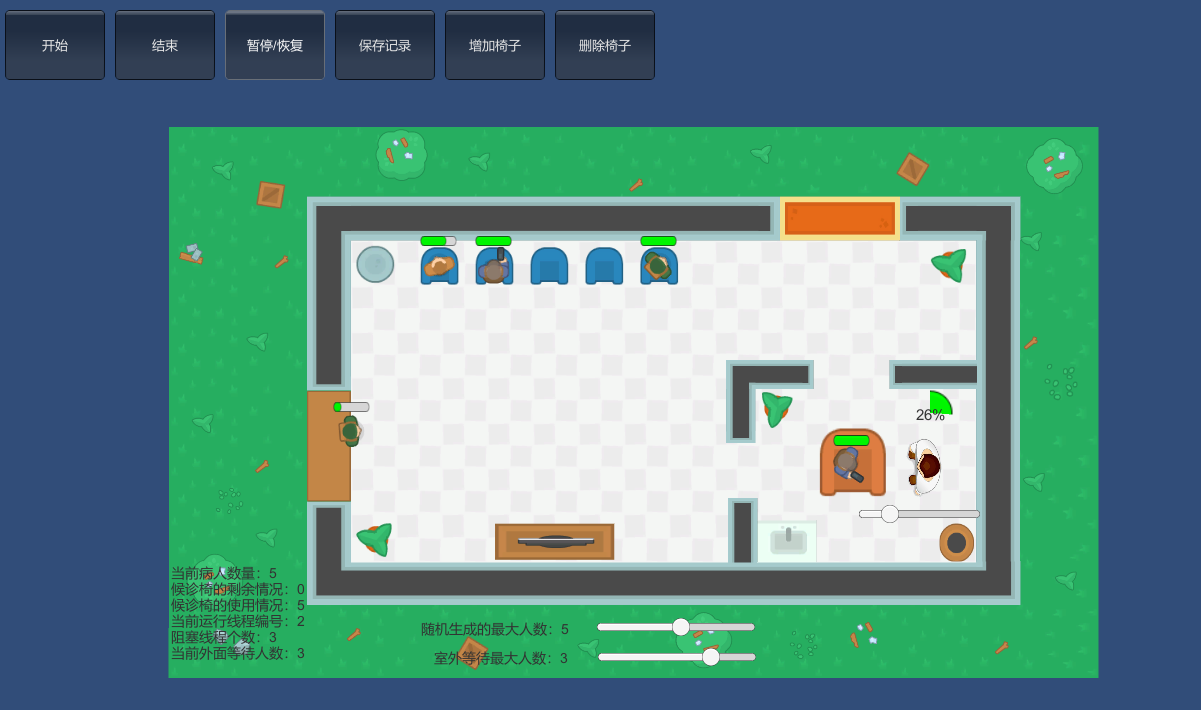 开始
结束
暂停/恢复
保存记录
增加椅子
删除椅子
26%
当前病人数量：5
候诊椅的剩余情况：0
候诊椅的使用情况：5
当前运行线程编号：2
阻塞线程个数：3
当前外面等待人数：3
随机生成的最大人数：5
室外等待最大人数：3